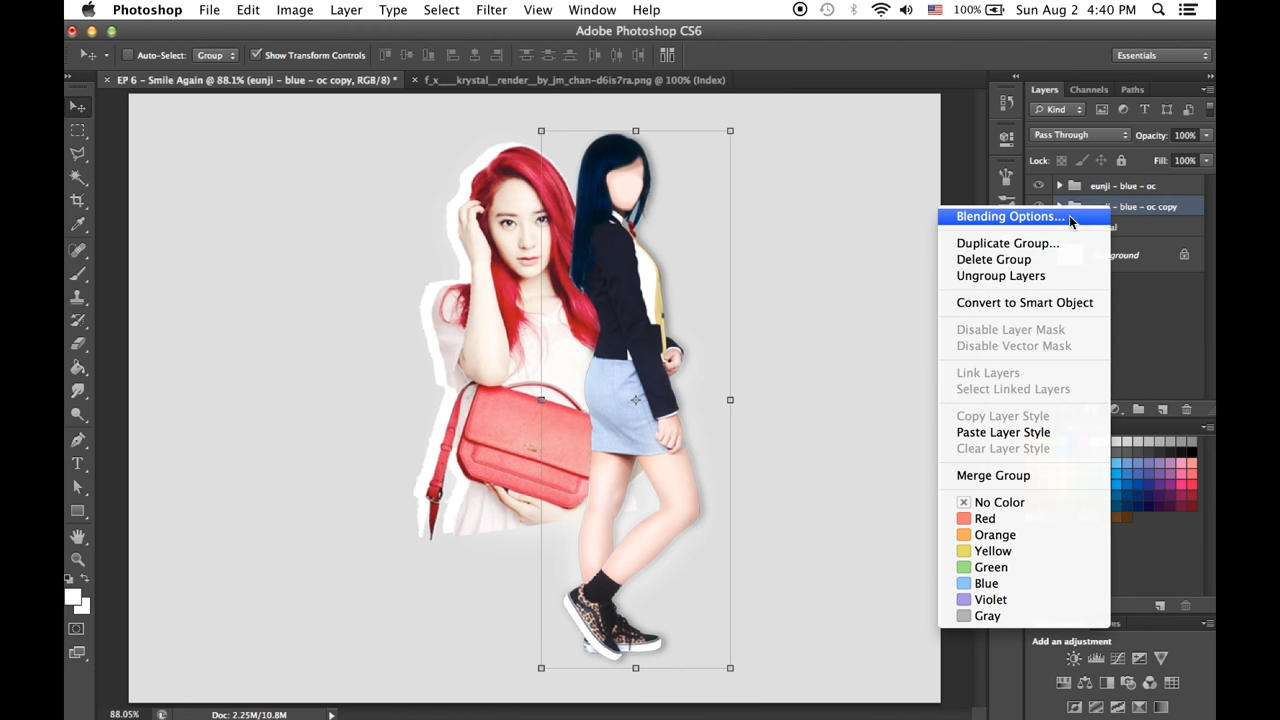 Photoshop File Edit Image Layer Type Select Filter View Window Help 100% Sun Aug 2 4:40 PM
Adobe Photoshop CS6
Auto-Select: Group Show Transform Controls Essentials
× EP 6 – Smile Again @ 88.1% (eunji – blue – oc copy, RGB/8) * × f_x___krystal_render_by_jm_chan-d6is7ra.png @ 100% (Index)
Layers Channels Paths
Kind
Pass Through Opacity: 100%
Lock: Fill: 100%
eunji – blue – oc
– blue – oc copy
Blending Options...
Duplicate Group...
Delete Group
Ungroup Layers
Convert to Smart Object
Disable Layer Mask
Disable Vector Mask
Link Layers
Select Linked Layers
Copy Layer Style
Paste Layer Style
Clear Layer Style
Merge Group
No Color
Red
Orange
Yellow
Green
Blue
Violet
Gray
Add an adjustment
88.05% Doc: 2.25M/10.8M